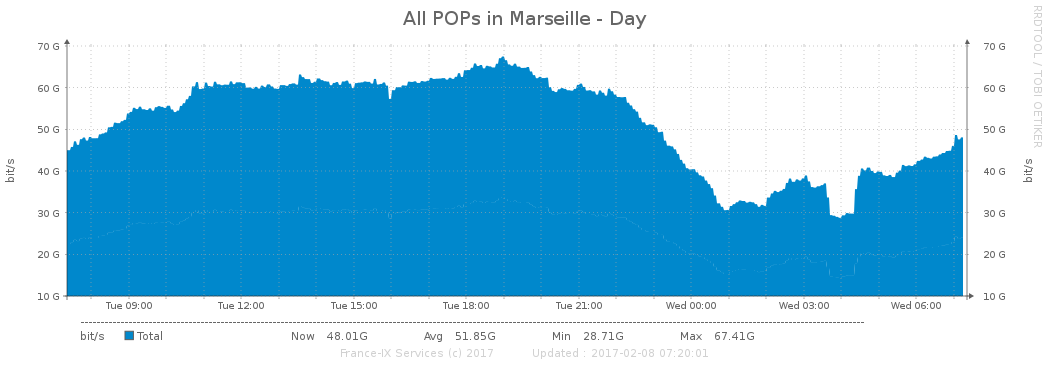 All POPs in Marseille - Day
RRDTOOL / TOBI OETIKER
70 G 70 G
60 G 60 G
50 G 50 G
40 G 40 G
30 G 30 G
20 G 20 G
10 G 10 G
bit/s bit/s
Tue 09:00 Tue 12:00 Tue 15:00 Tue 18:00 Tue 21:00 Wed 00:00 Wed 03:00 Wed 06:00
bit/s Total Now 48.01G Avg 51.85G Min 28.71G Max 67.41G
France-IX Services (c) 2017 Updated : 2017-02-08 07:20:01